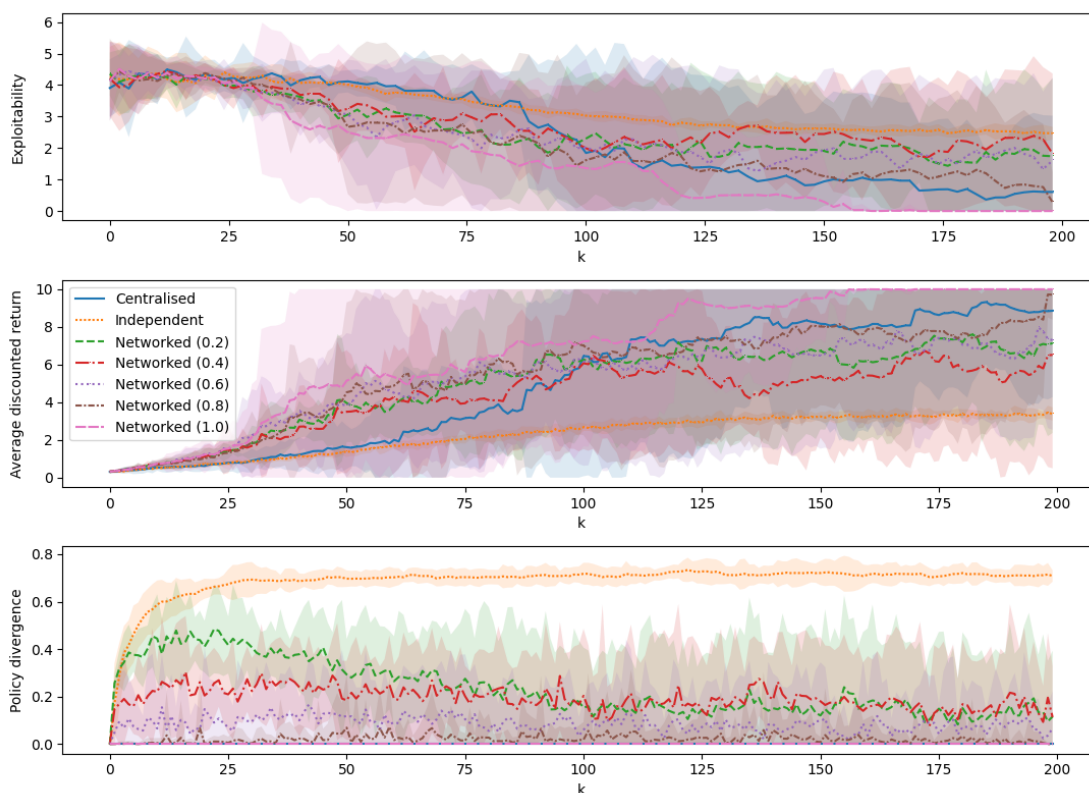 6
5
4
3
2
1
0
Exploitability
0 25 50 75 100 125 150 175 200
k
10
8
6
4
2
0
Average discounted return
Centralised
Independent
Networked (0.2)
Networked (0.4)
Networked (0.6)
Networked (0.8)
Networked (1.0)
0 25 50 75 100 125 150 175 200
k
0.8
0.6
0.4
0.2
0.0
Policy divergence
0 25 50 75 100 125 150 175 200
k